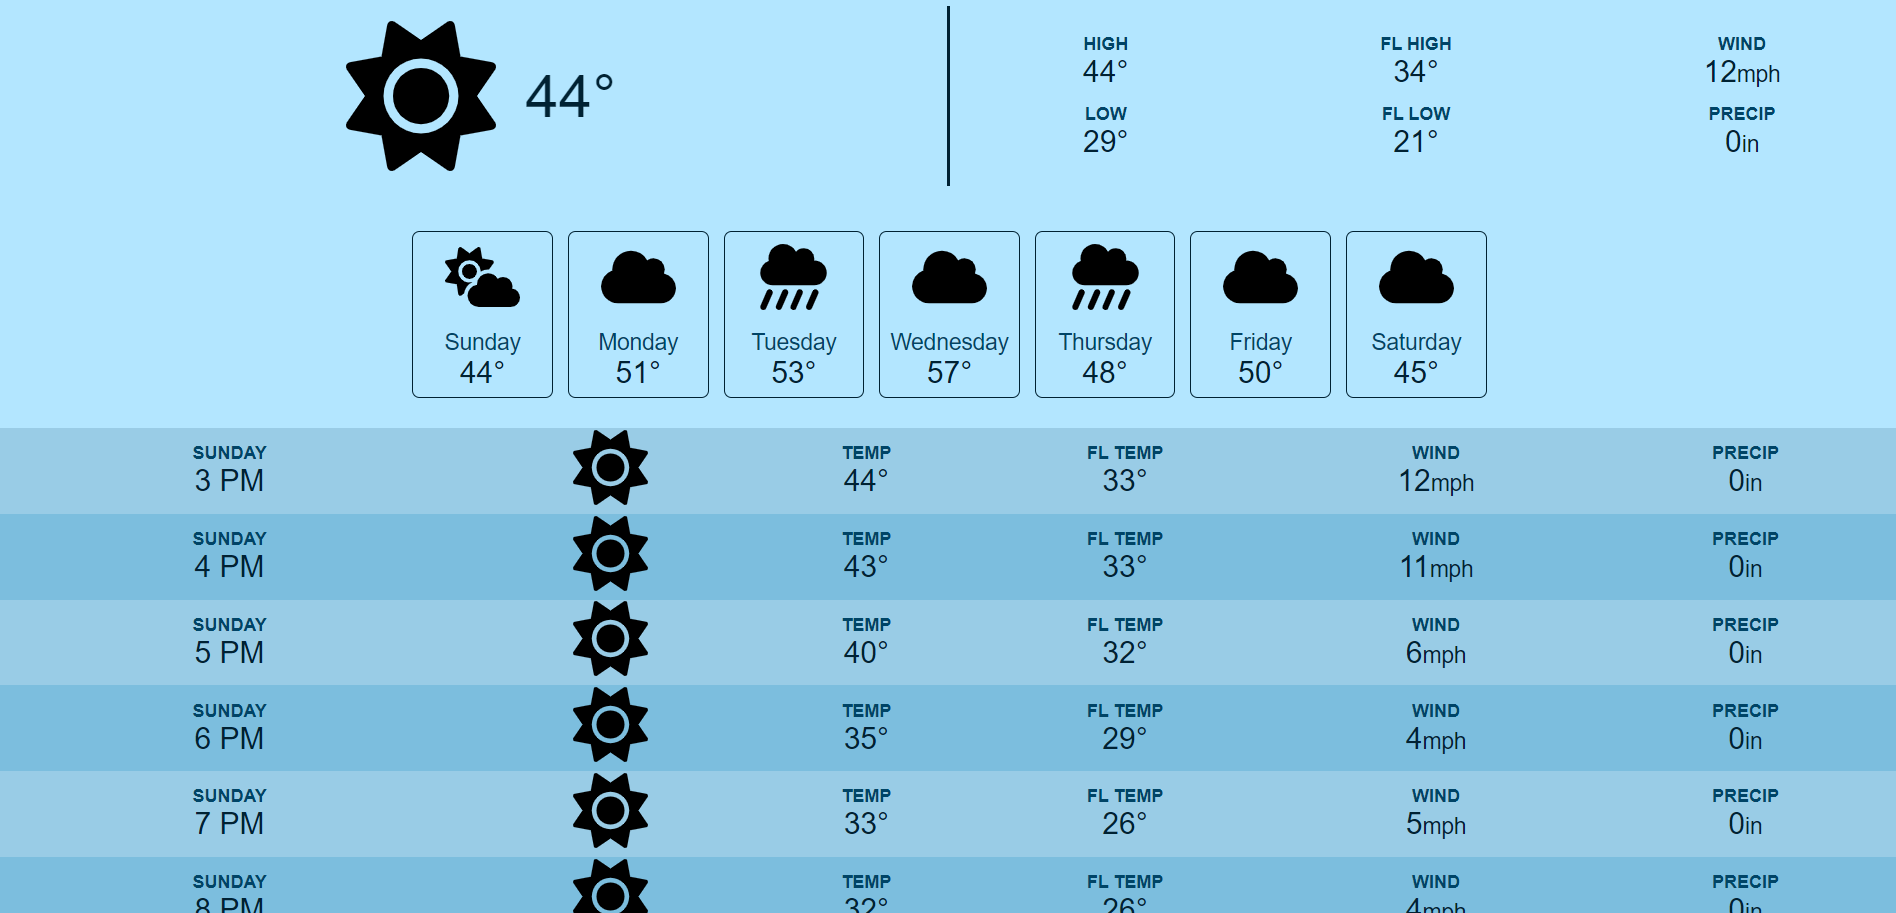 44°
HIGH FL HIGH WIND
44° 34° 12mph
LOW FL LOW PRECIP
29° 21° 0in
Sunday Monday Tuesday Wednesday Thursday Friday Saturday
44° 51° 53° 57° 48° 50° 45°
SUNDAY TEMP FL TEMP WIND PRECIP
3 PM 44° 33° 12mph 0in
SUNDAY TEMP FL TEMP WIND PRECIP
4 PM 43° 33° 11mph 0in
SUNDAY TEMP FL TEMP WIND PRECIP
5 PM 40° 32° 6mph 0in
SUNDAY TEMP FL TEMP WIND PRECIP
6 PM 35° 29° 4mph 0in
SUNDAY TEMP FL TEMP WIND PRECIP
7 PM 33° 26° 5mph 0in
SUNDAY TEMP FL TEMP WIND PRECIP
8 PM 32° 26° 4mph 0in